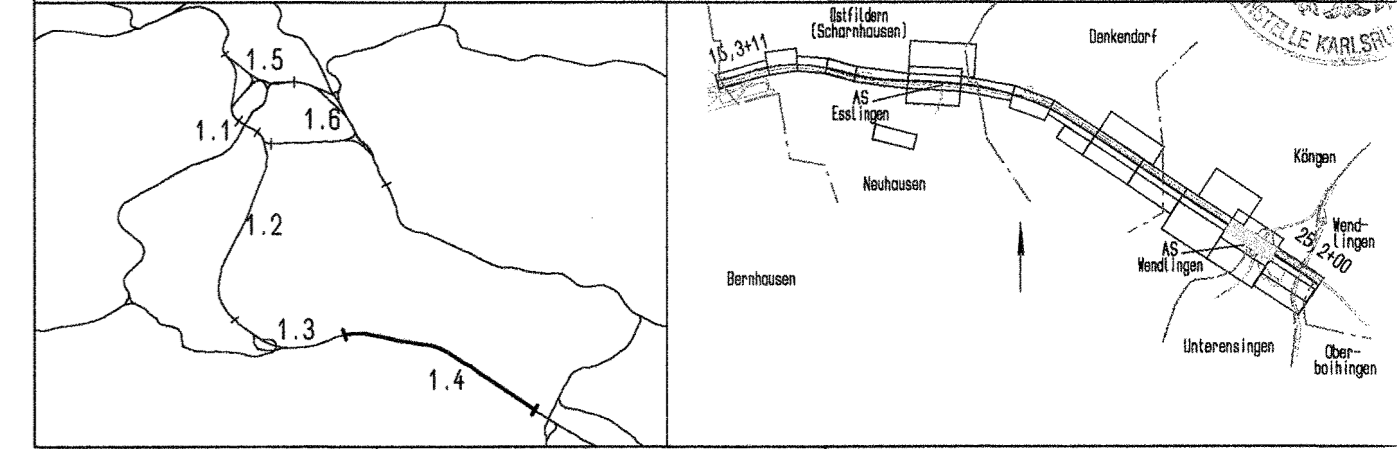 1.5
1.1
1.6
1.2
1.3
1.4
Ostfildern
(Scharnhausen)
Denkendorf
KARLSRU
15, 3+11
AS
Esslingen
Neuhausen
Köngen
Wend-
lingen
25, 2+00
AS
Wendlingen
Bernhausen
Unterensingen
Ober-
boihingen